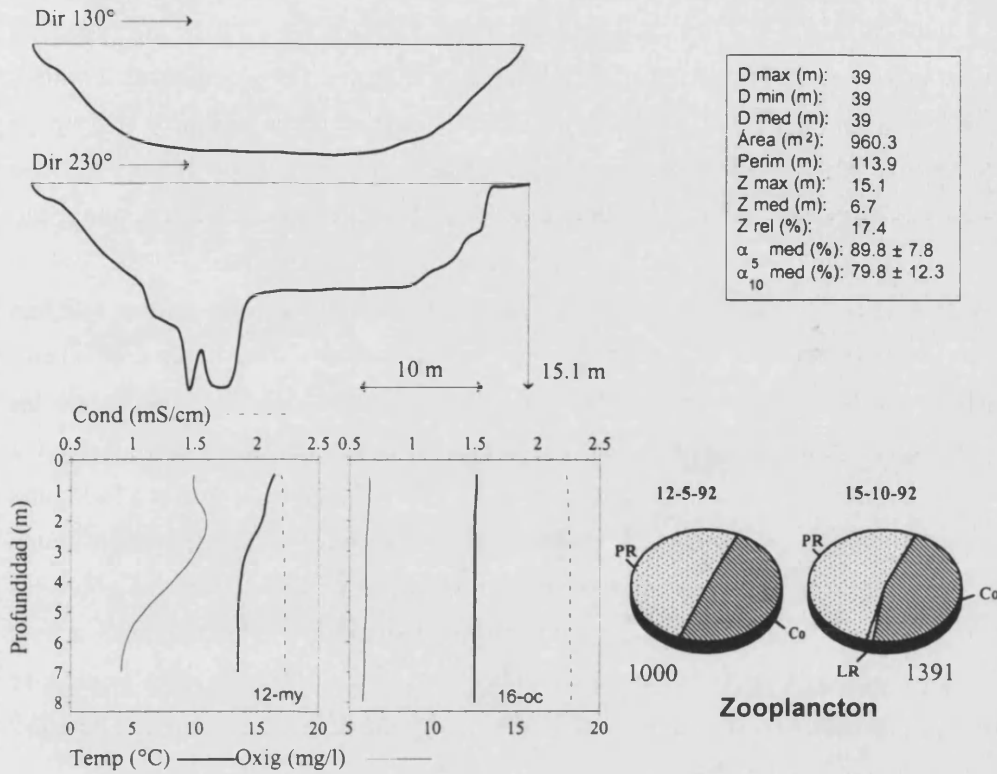 Dir 130°
Dir 230°
D max (m): 39
D min (m): 39
D med (m): 39
Área (m²): 960.3
Perim (m): 113.9
Z max (m): 15.1
Z med (m): 6.7
Z rel (%): 17.4
α5 med (%): 89.8 ± 7.8
α10 med (%): 79.8 ± 12.3
10 m
15.1 m
Cond (mS/cm)
0.5 1 1.5 2 2.5
0.5 1 1.5 2 2.5
Profundidad (m)
0
1
2
3
4
5
6
7
8
12-my
16-oc
0 5 10 15 20
5 10 15 20
Temp (°C) Oxig (mg/l)
12-5-92
15-10-92
PR
Co
PR
Co
LR
1000
1391
Zooplancton